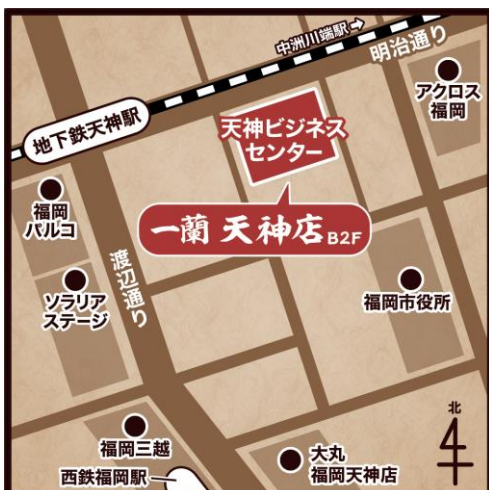 中洲川端駅→
明治通り
アクロス
福岡
地下鉄天神駅
天神ビジネス
センター
福岡
パルコ
一蘭 天神店 B2F
渡辺通り
ソラリア
ステージ
福岡市役所
北
福岡三越
大丸
福岡天神店
西鉄福岡駅